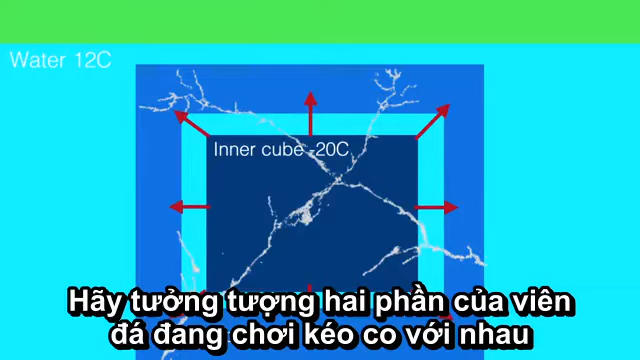 Water 12C
Inner cube -20C
Hãy tưởng tượng hai phần của viên
đá đang chơi kéo co với nhau